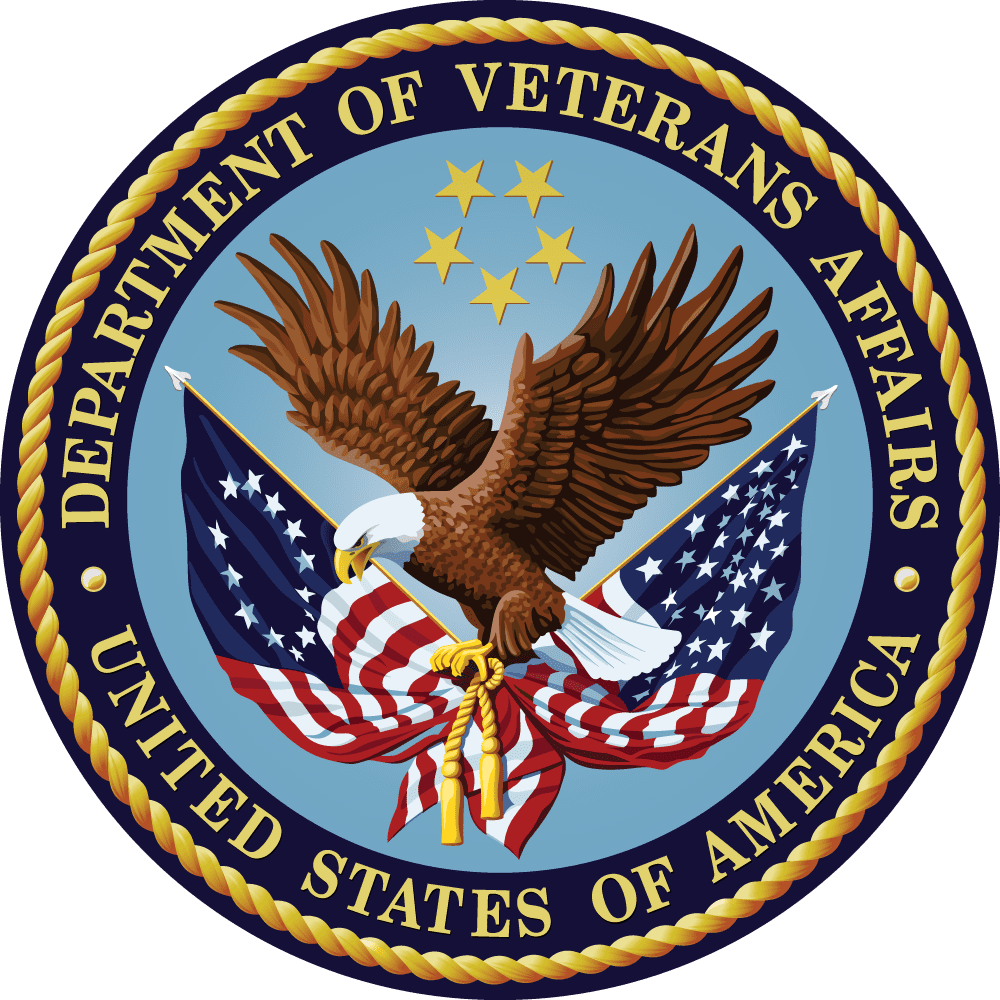 DEPARTMENT OF VETERANS AFFAIRS
UNITED STATES OF AMERICA